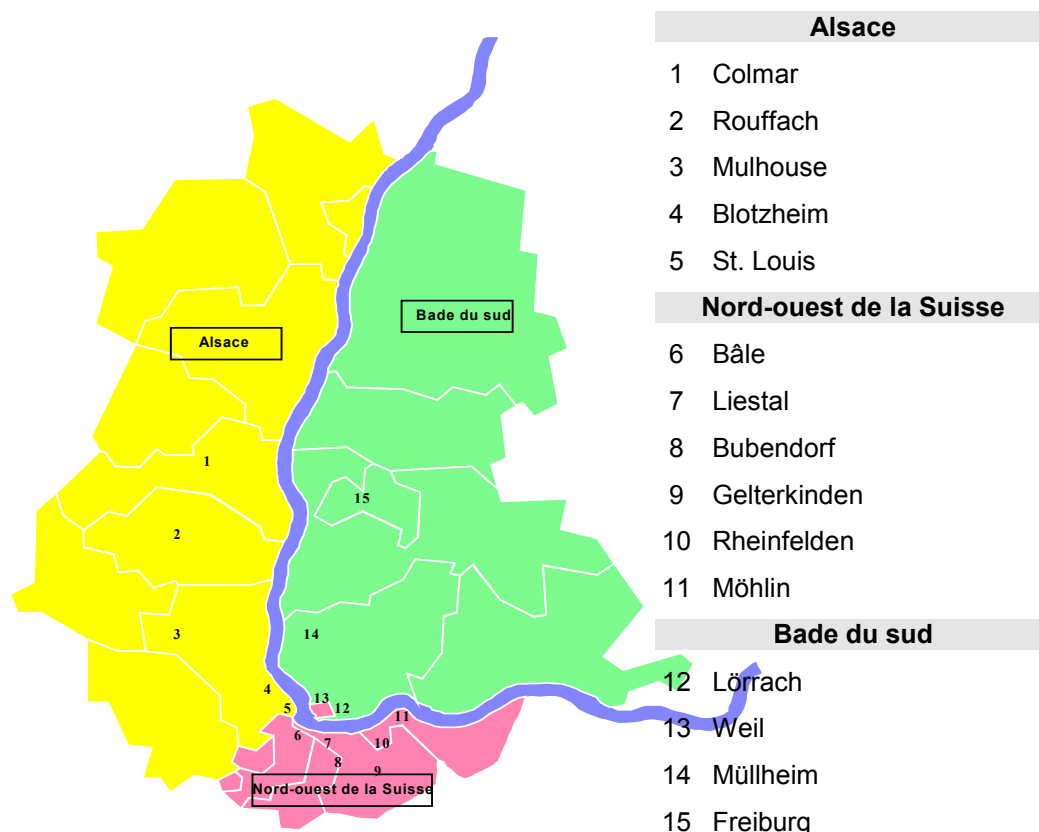 Alsace
1 Colmar
2 Rouffach
3 Mulhouse
4 Blotzheim
5 St. Louis
Nord-ouest de la Suisse
6 Bâle
7 Liestal
8 Bubendorf
9 Gelterkinden
10 Rheinfelden
11 Möhlin
Bade du sud
12 Lörrach
13 Weil
14 Müllheim
15 Freiburg
Bade du sud
Alsace
1
15
2
3
14
4
13
5
12
11
6
7
10
8
9
Nord-ouest de la Suisse